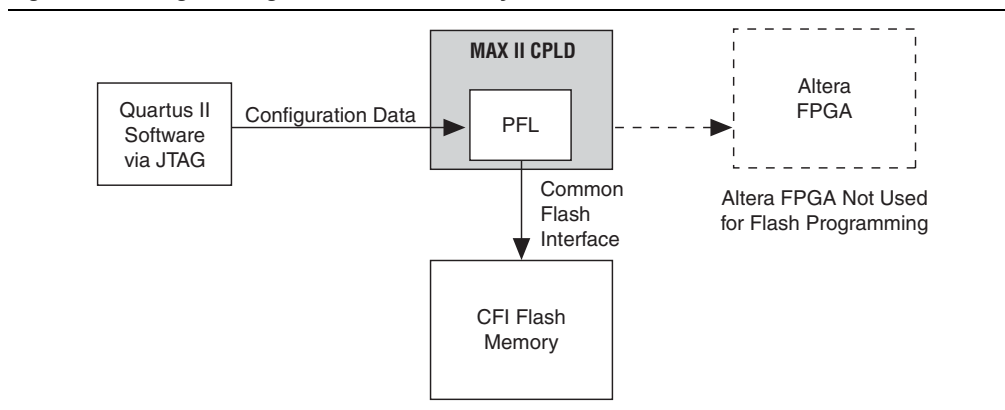 MAX II CPLD
Quartus II
Software
via JTAG
Configuration Data
PFL
Altera
FPGA
Altera FPGA Not Used
for Flash Programming
Common
Flash
Interface
CFI Flash
Memory